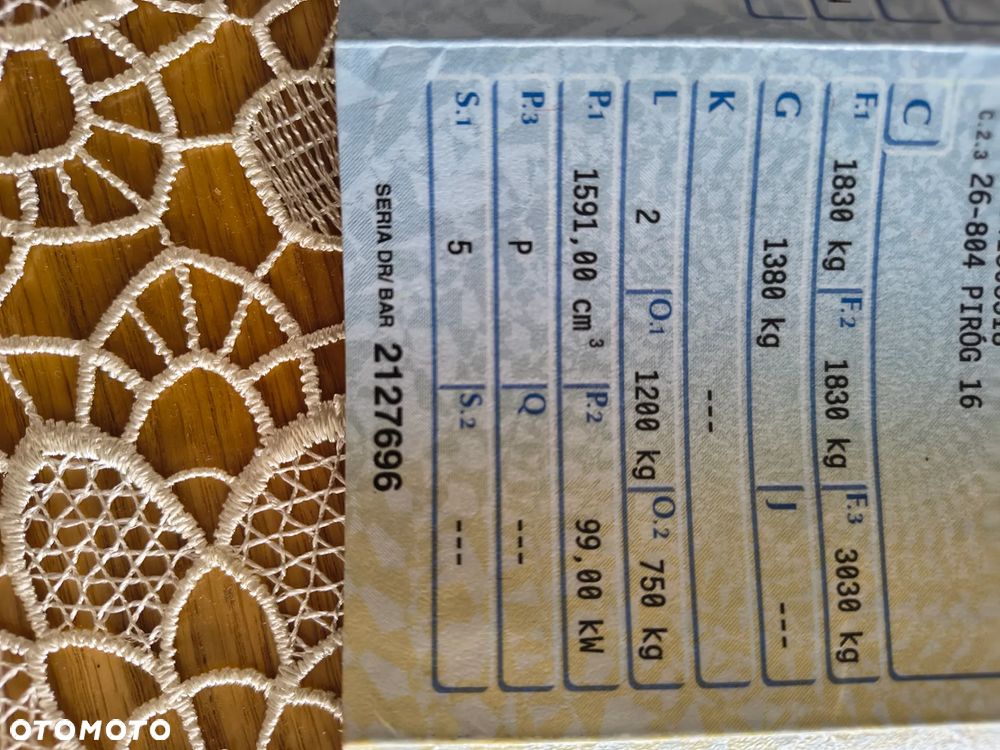 C.2.3 26-804 PIRÓG 16
C
F.1 1830 kg F.2 1830 kg F.3 3030 kg
G 1380 kg J ---
K ---
L 2 O.1 1200 kg O.2 750 kg
P.1 1591,00 cm³ P.2 99,00 kW
P.3 P Q ---
S.1 5 S.2 ---
SERIA DR/BAR 2127696
OTOMOTO